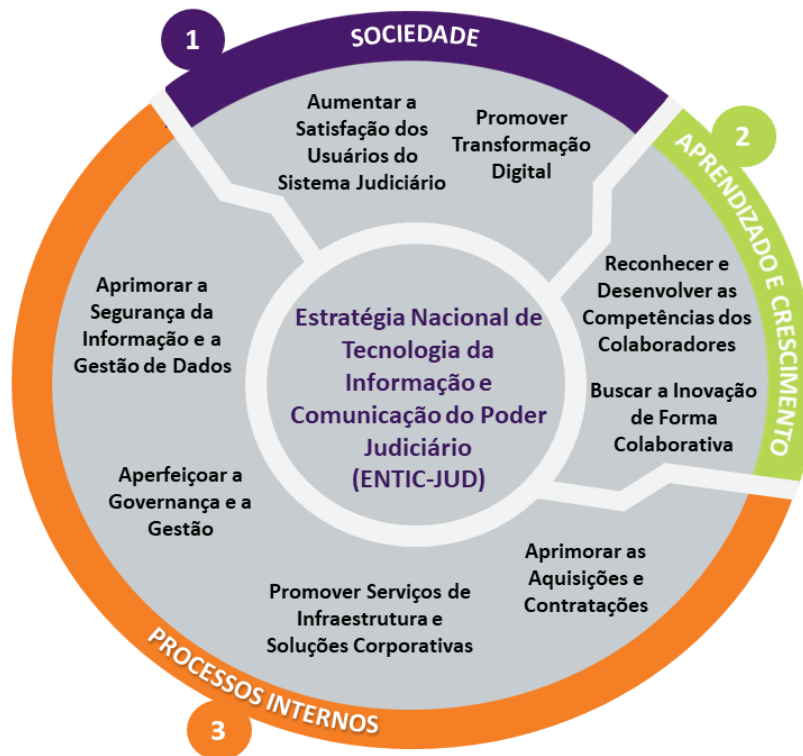 1
SOCIEDADE
Aumentar a
Satisfação dos
Usuários do
Sistema Judiciário
Promover
Transformação
Digital
2
APRENDIZADO E CRESCIMENTO
Reconhecer e
Desenvolver as
Competências dos
Colaboradores
Buscar a Inovação
de Forma
Colaborativa
Estratégia Nacional de
Tecnologia da
Informação e
Comunicação do Poder
Judiciário
(ENTIC-JUD)
Aprimorar a
Segurança da
Informação e a
Gestão de Dados
Aperfeiçoar a
Governança e a
Gestão
Promover Serviços de
Infraestrutura e
Soluções Corporativas
Aprimorar as
Aquisições e
Contratações
PROCESSOS INTERNOS
3